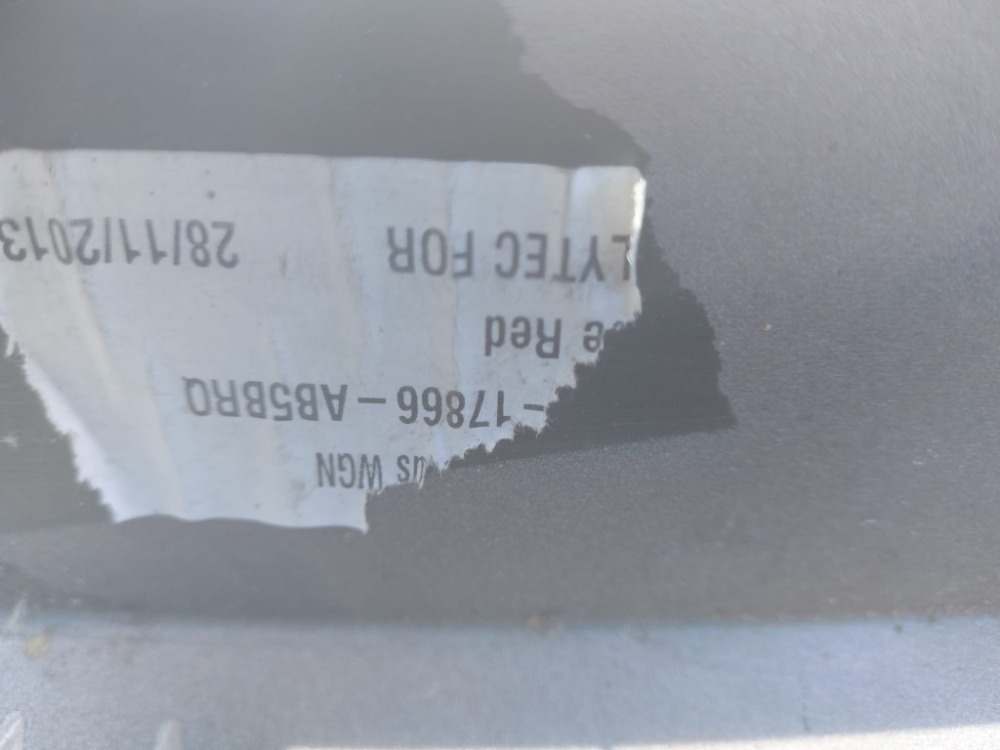 us WGN
- 17866 – AB5BRQ
e Red
LYTEC FOR 28/11/2013